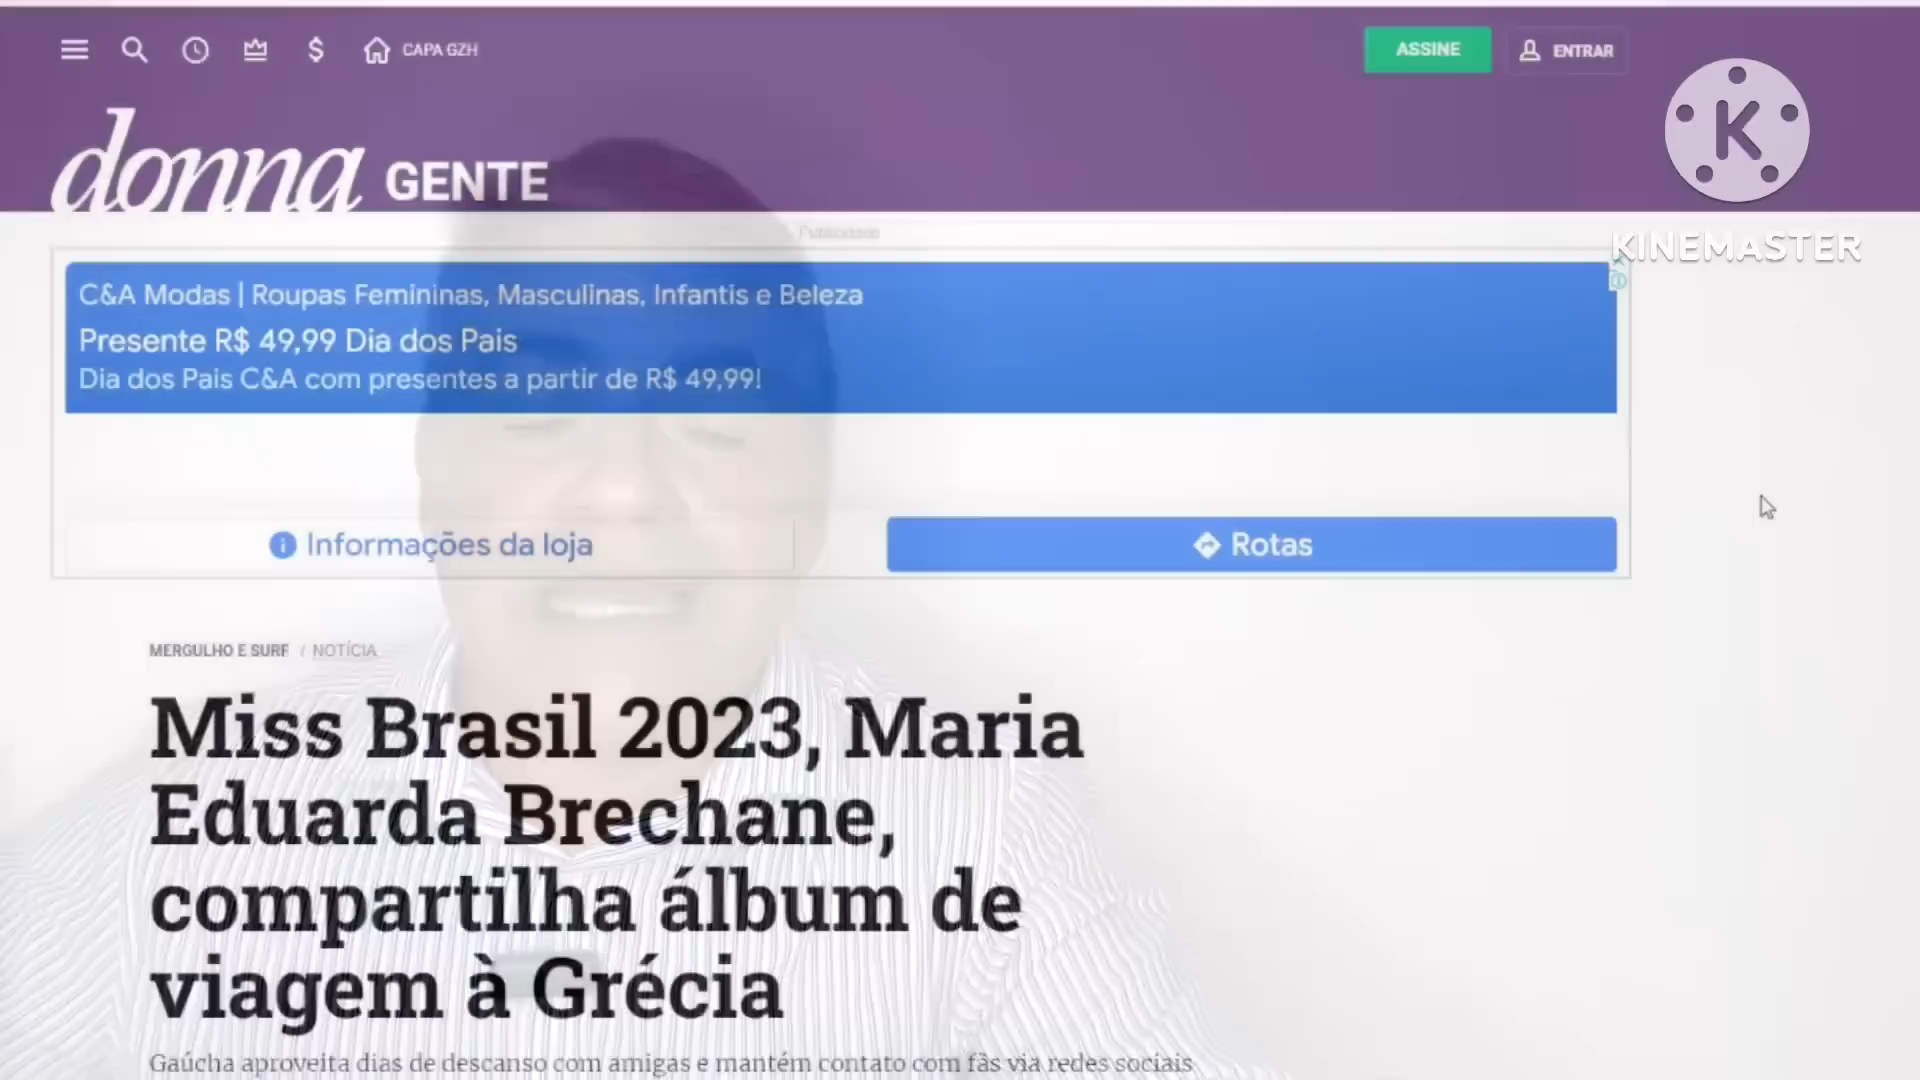 CAPA GZH
ASSINE
ENTRAR
donna GENTE
K
KINEMASTER
Publicidade
C&A Modas | Roupas Femininas, Masculinas, Infantis e Beleza
Presente R$ 49,99 Dia dos Pais
Dia dos Pais C&A com presentes a partir de R$ 49,99!
Informações da loja
Rotas
MERGULHO E SURF / NOTÍCIA
Miss Brasil 2023, Maria
Eduarda Brechane,
compartilha álbum de
viagem à Grécia
Gaúcha aproveita dias de descanso com amigas e mantém contato com fãs via redes sociais